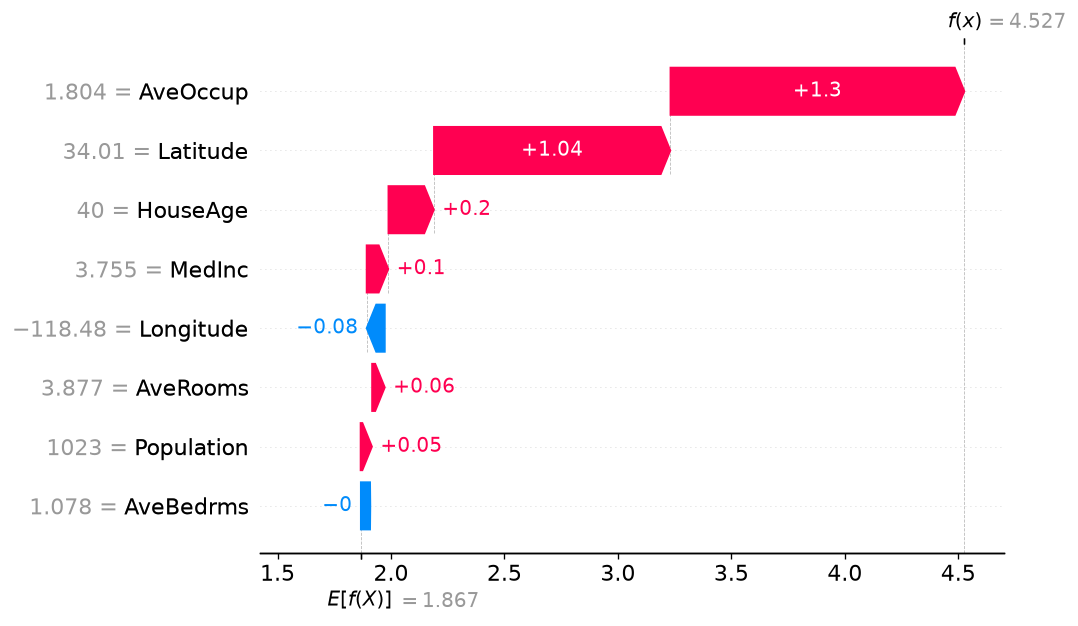 f(x) = 4.527
1.804 = AveOccup
+1.3
34.01 = Latitude
+1.04
40 = HouseAge
+0.2
3.755 = MedInc
+0.1
−118.48 = Longitude
−0.08
3.877 = AveRooms
+0.06
1023 = Population
+0.05
1.078 = AveBedrms
−0
1.5 2.0 2.5 3.0 3.5 4.0 4.5
E[f(X)] = 1.867